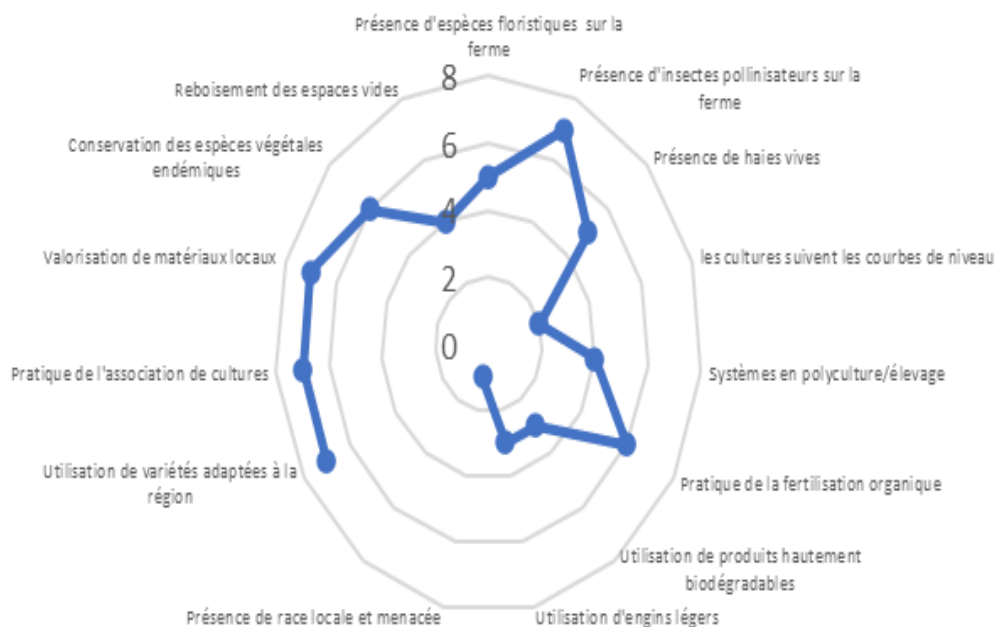 Présence d'espèces floristiques sur la
ferme
Présence d'insectes pollinisateurs sur la
ferme
Présence de haies vives
les cultures suivent les courbes de niveau
Systèmes en polyculture/élevage
Pratique de la fertilisation organique
Utilisation de produits hautement
biodégradables
Utilisation d'engins légers
Présence de race locale et menacée
Utilisation de variétés adaptées à la
région
Pratique de l'association de cultures
Valorisation de matériaux locaux
Conservation des espèces végétales
endémiques
Reboisement des espaces vides
8
6
4
2
0